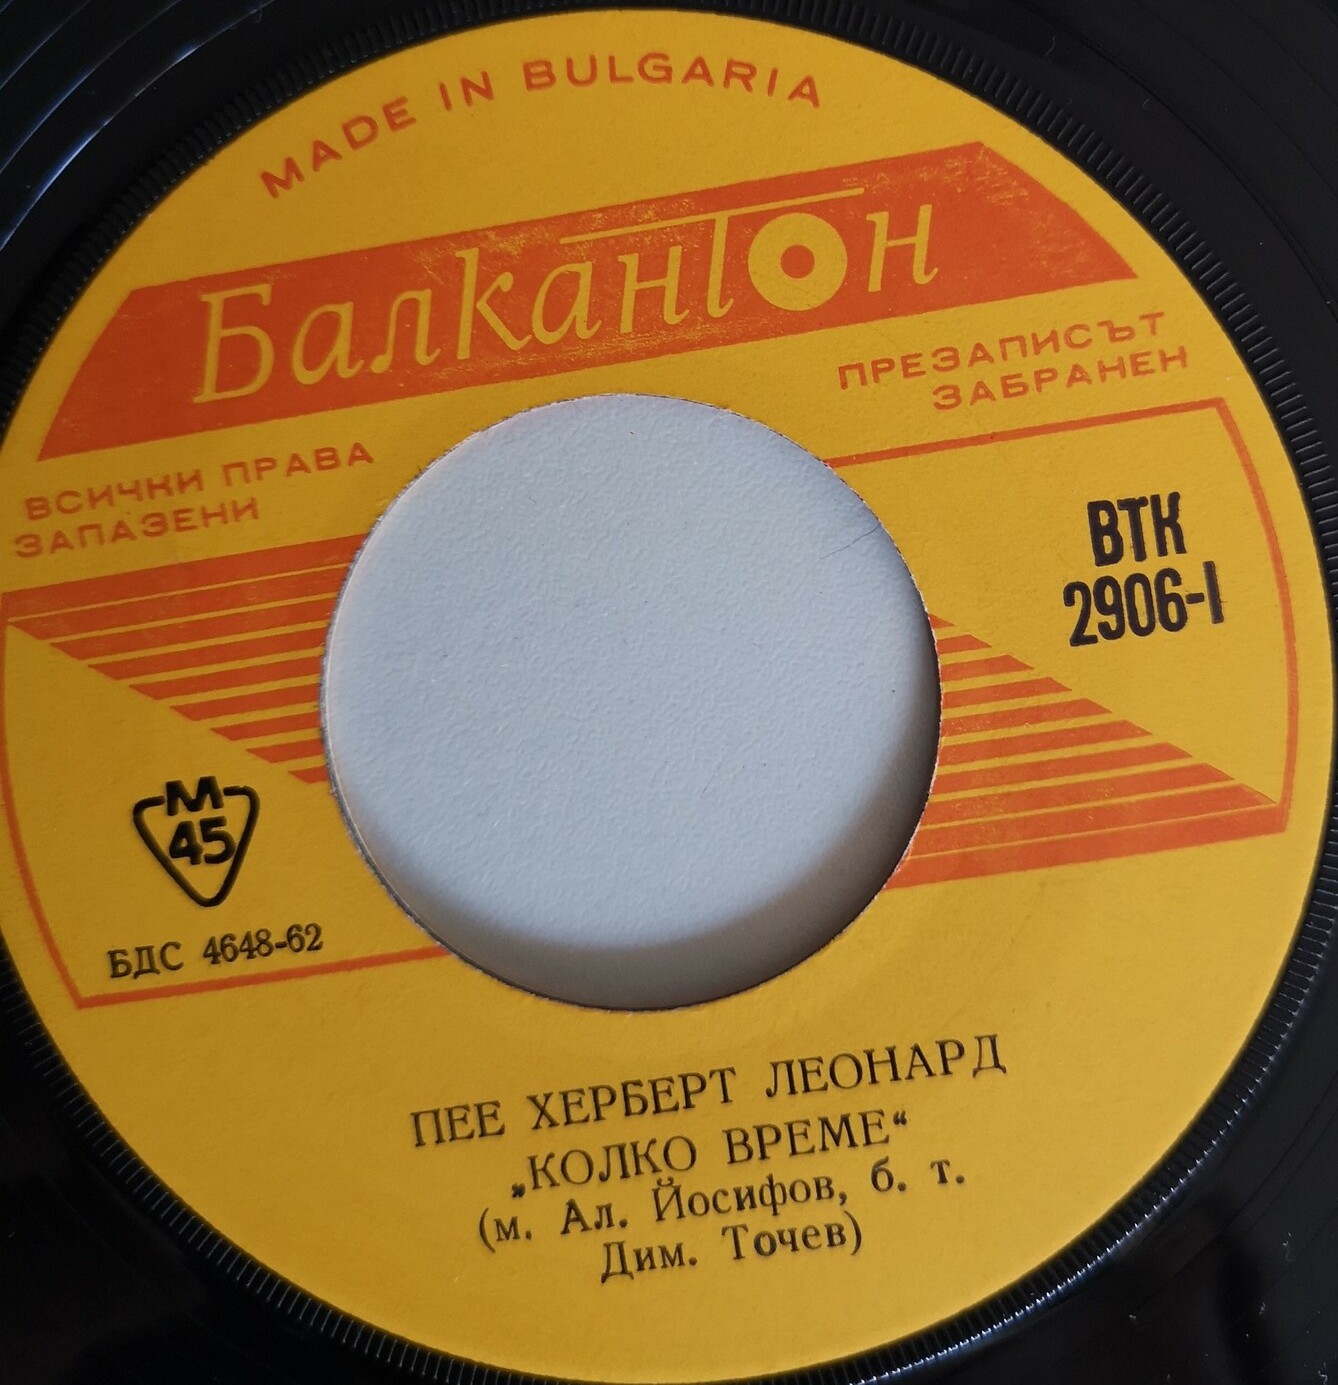 MADE IN BULGARIA
Балкантон
ПРЕЗАПИСЪТ
ЗАБРАНЕН
ВСИЧКИ ПРАВА
ЗАПАЗЕНИ
ВТК
2906-I
М
45
БДС 4648-62
ПЕЕ ХЕРБЕРТ ЛЕОНАРД
„КОЛКО ВРЕМЕ“
(м. Ал. Йосифов, б. т.
Дим. Точев)